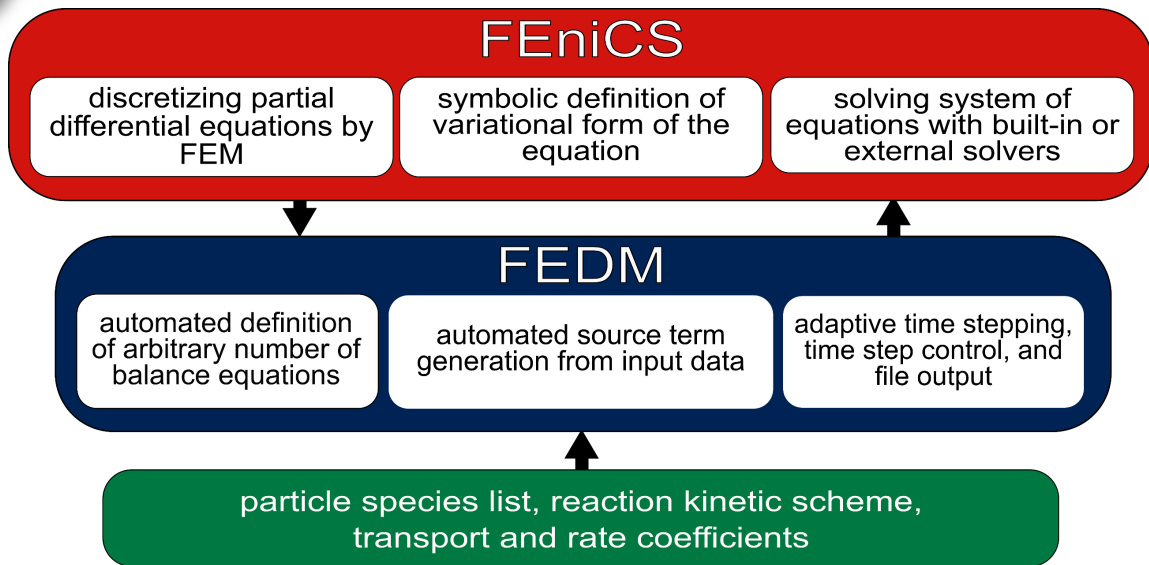 FEniCS
discretizing partial
differential equations by
FEM
symbolic definition of
variational form of the
equation
solving system of
equations with built-in or
external solvers
FEDM
automated definition
of arbitrary number of
balance equations
automated source term
generation from input data
adaptive time stepping,
time step control, and
file output
particle species list, reaction kinetic scheme,
transport and rate coefficients